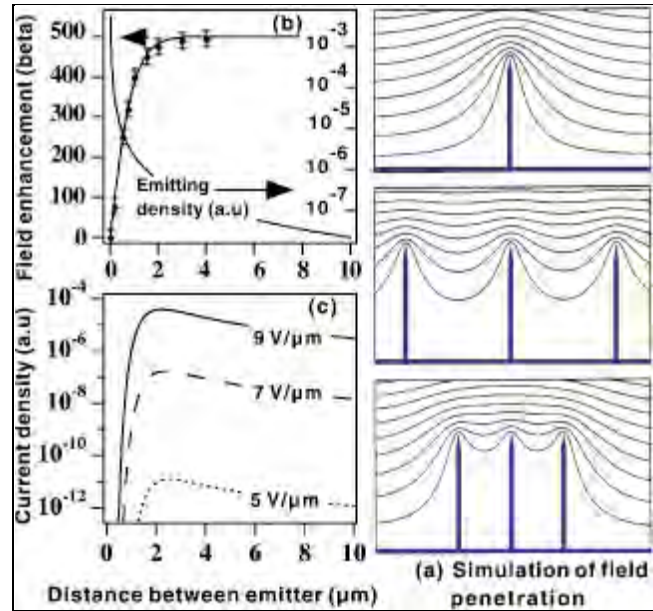 Field enhancement (beta)
500
400
300
200
100
0
(b)
10⁻³
10⁻⁴
10⁻⁵
10⁻⁶
10⁻⁷
Emitting
density (a.u)
0
2
4
6
8
10
Current density (a.u)
10⁻⁴
10⁻⁶
10⁻⁸
10⁻¹⁰
10⁻¹²
(c)
9 V/µm
7 V/µm
5 V/µm
0
2
4
6
8
10
Distance between emitter (µm)
(a) Simulation of field
penetration